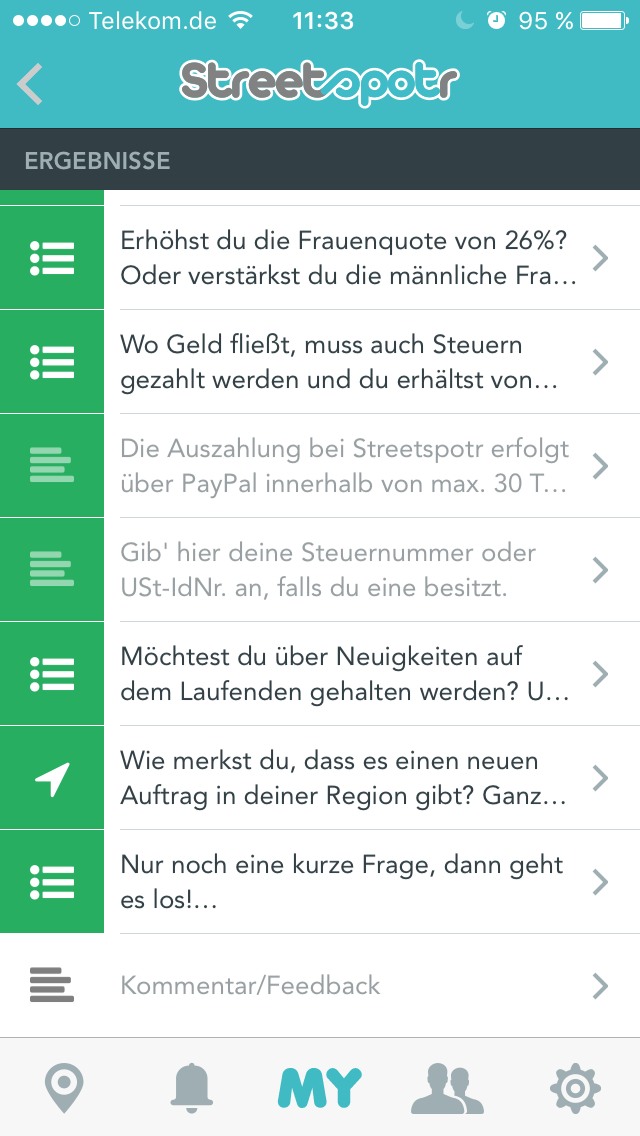 Telekom.de 11:33 95 %
Streetspotr
ERGEBNISSE
Erhöhst du die Frauenquote von 26%?
Oder verstärkst du die männliche Fra…
Wo Geld fließt, muss auch Steuern
gezahlt werden und du erhältst von…
Die Auszahlung bei Streetspotr erfolgt
über PayPal innerhalb von max. 30 T…
Gib' hier deine Steuernummer oder
USt-IdNr. an, falls du eine besitzt.
Möchtest du über Neuigkeiten auf
dem Laufenden gehalten werden? U…
Wie merkst du, dass es einen neuen
Auftrag in deiner Region gibt? Ganz…
Nur noch eine kurze Frage, dann geht
es los!…
Kommentar/Feedback
MY